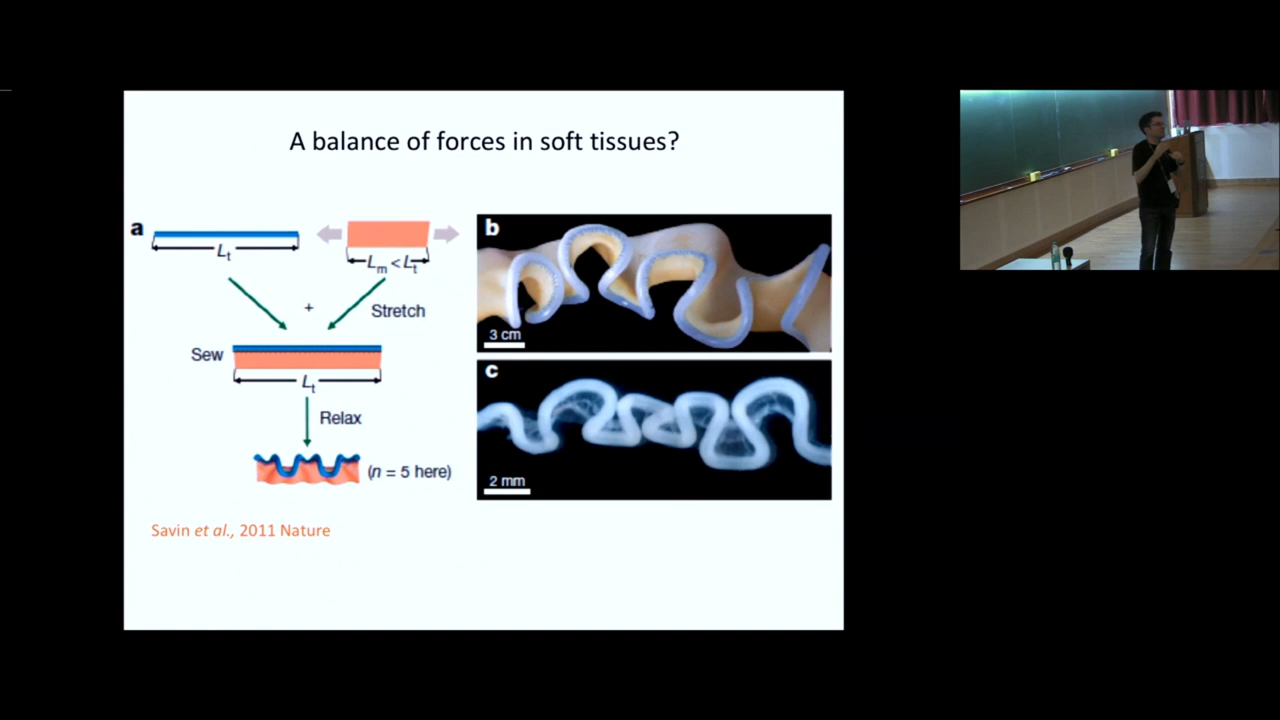 A balance of forces in soft tissues?
a
Lt
Lm < Lt
+
Stretch
Sew
Lt
Relax
(n = 5 here)
b
3 cm
c
2 mm
Savin et al., 2011 Nature